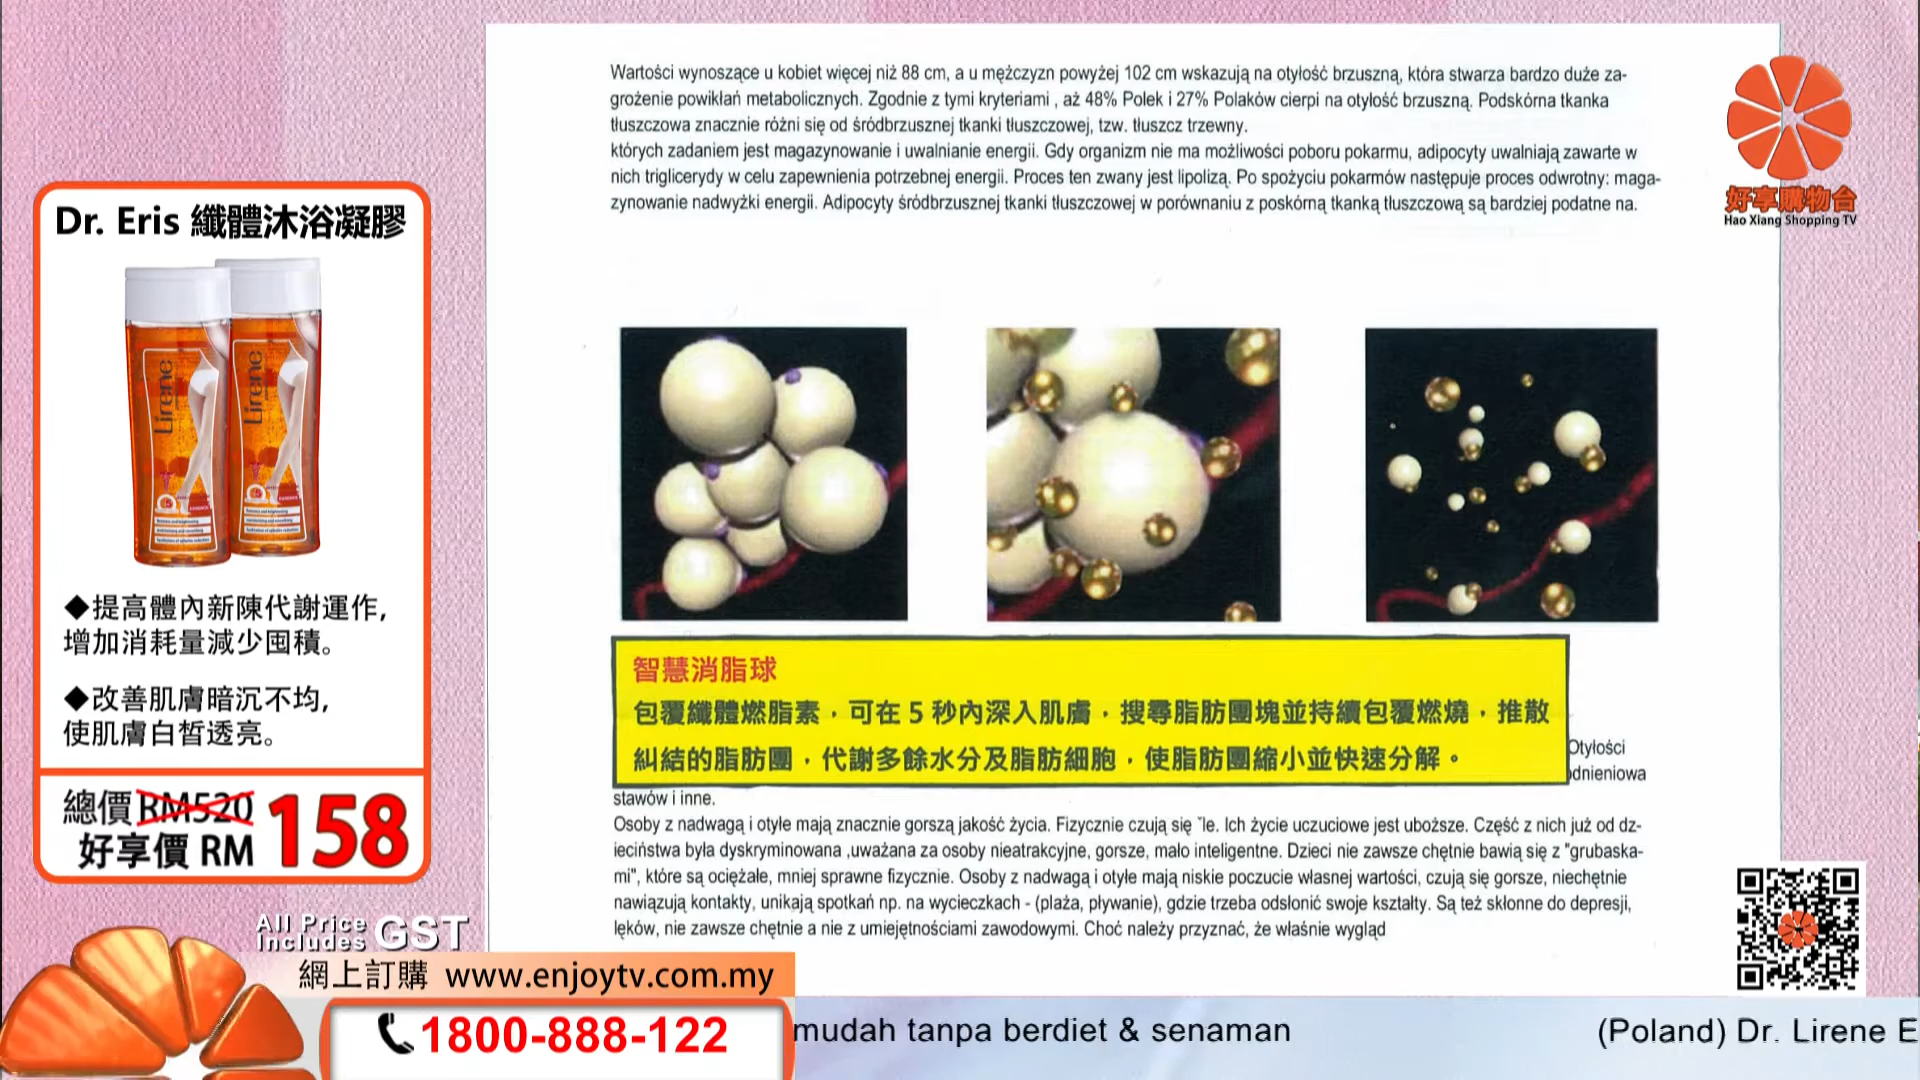 Dr. Eris 纖體沐浴凝膠
Lirene
Lirene
◆提高體內新陳代謝運作,
增加消耗量減少囤積。
◆改善肌膚暗沉不均,
使肌膚白皙透亮。
總價 RM520
好享價 RM 158
All Price
Includes GST
網上訂購 www.enjoytv.com.my
1800-888-122
Wartości wynoszące u kobiet więcej niż 88 cm, a u mężczyzn powyżej 102 cm wskazują na otyłość brzuszną, która stwarza bardzo duże za-
grożenie powikłań metabolicznych. Zgodnie z tymi kryteriami , aż 48% Polek i 27% Polaków cierpi na otyłość brzuszną. Podskórna tkanka
tłuszczowa znacznie różni się od śródbrzusznej tkanki tłuszczowej, tzw. tłuszcz trzewny.
których zadaniem jest magazynowanie i uwalnianie energii. Gdy organizm nie ma możliwości poboru pokarmu, adipocyty uwalniają zawarte w
nich triglicerydy w celu zapewnienia potrzebnej energii. Proces ten zwany jest lipolizą. Po spożyciu pokarmów następuje proces odwrotny: maga-
zynowanie nadwyżki energii. Adipocyty śródbrzusznej tkanki tłuszczowej w porównaniu z poskórną tkanką tłuszczową są bardziej podatne na.
智慧消脂球
包覆纖體燃脂素，可在 5 秒內深入肌膚，搜尋脂肪團塊並持續包覆燃燒，推散
糾結的脂肪團，代謝多餘水分及脂肪細胞，使脂肪團縮小並快速分解。
Otyłości
odnieniowa
stawów i inne.
Osoby z nadwagą i otyłe mają znacznie gorszą jakość życia. Fizycznie czują się ˇle. Ich życie uczuciowe jest uboższe. Część z nich już od dz-
ieciństwa była dyskryminowana ,uważana za osoby nieatrakcyjne, gorsze, mało inteligentne. Dzieci nie zawsze chętnie bawią się z "grubaska-
mi", które są ociężałe, mniej sprawne fizycznie. Osoby z nadwagą i otyłe mają niskie poczucie własnej wartości, czują się gorsze, niechętnie
nawiązują kontakty, unikają spotkań np. na wycieczkach - (plaża, pływanie), gdzie trzeba odsłonić swoje kształty. Są też skłonne do depresji,
lęków, nie zawsze chętnie a nie z umiejętnościami zawodowymi. Choć należy przyznać, że właśnie wygląd
好享購物台
Hao Xiang Shopping TV
mudah tanpa berdiet & senaman
(Poland) Dr. Lirene E